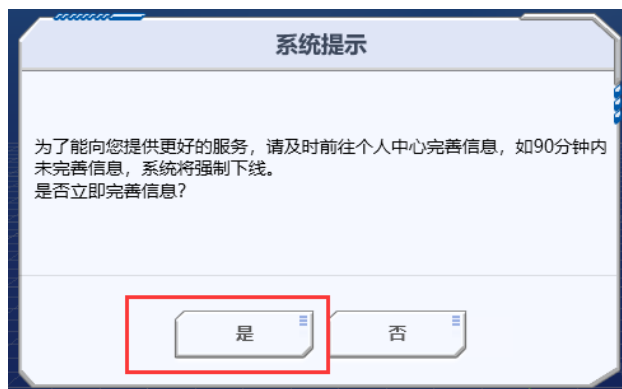 系统提示
为了能向您提供更好的服务，请及时前往个人中心完善信息，如90分钟内
未完善信息，系统将强制下线。
是否立即完善信息?
是
否